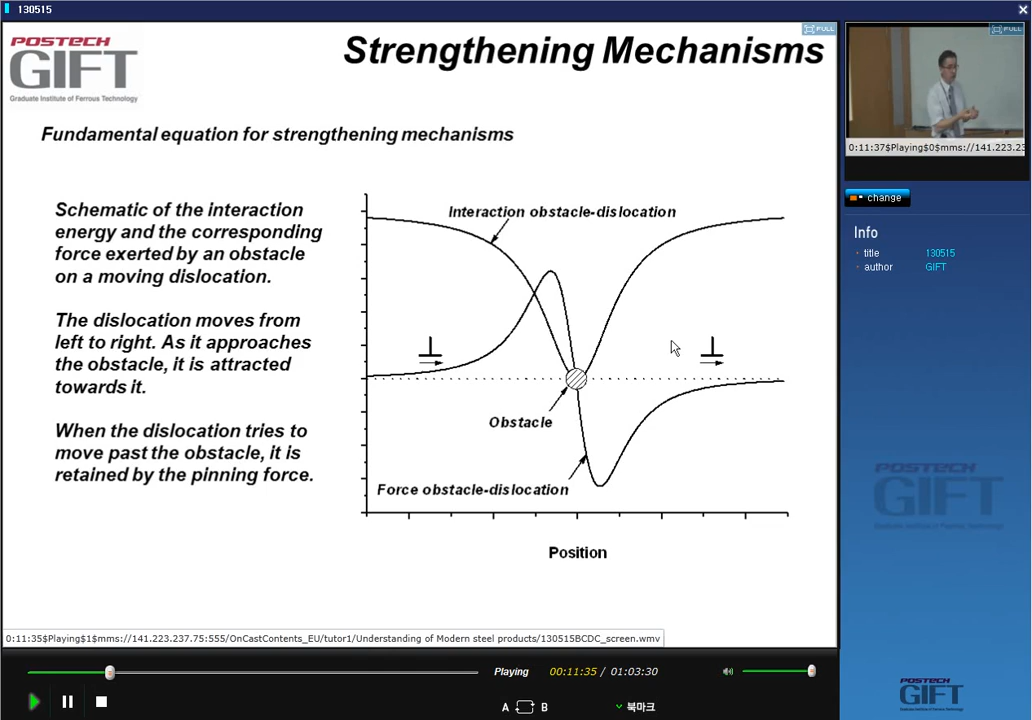 130515
POSTECH
GIFT
Graduate Institute of Ferrous Technology
Strengthening Mechanisms
FULL
Fundamental equation for strengthening mechanisms
Schematic of the interaction
energy and the corresponding
force exerted by an obstacle
on a moving dislocation.
The dislocation moves from
left to right. As it approaches
the obstacle, it is attracted
towards it.
When the dislocation tries to
move past the obstacle, it is
retained by the pinning force.
Interaction obstacle-dislocation
Obstacle
Force obstacle-dislocation
Position
0:11:35$Playing$1$mms://141.223.237.75:555/OnCastContents_EU/tutor1/Understanding of Modern steel products/130515BCDC_screen.wmv
Playing
00:11:35 / 01:03:30
A B
북마크
FULL
0:11:37$Playing$0$mms://141.223.23
change
Info
title 130515
author GIFT
POSTECH
GIFT
POSTECH
GIFT